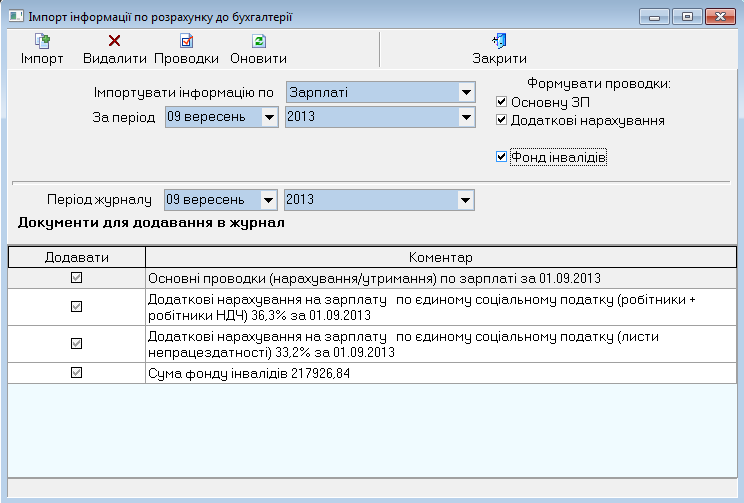 Імпорт інформації по розрахунку до бухгалтерії
Імпорт Видалити Проводки Оновити Закрити
Формувати проводки:
Імпортувати інформацію по Зарплаті
Основну ЗП
За період 09 вересень 2013
Додаткові нарахування
Фонд інвалідів
Період журналу 09 вересень 2013
Документи для додавання в журнал
Додавати Коментар
Основні проводки (нарахування/утримання) по зарплаті за 01.09.2013
Додаткові нарахування на зарплату по єдиному соціальному податку (робітники +
робітники НДЧ) 36,3% за 01.09.2013
Додаткові нарахування на зарплату по єдиному соціальному податку (листи
непрацездатності) 33,2% за 01.09.2013
Сума фонду інвалідів 217926,84